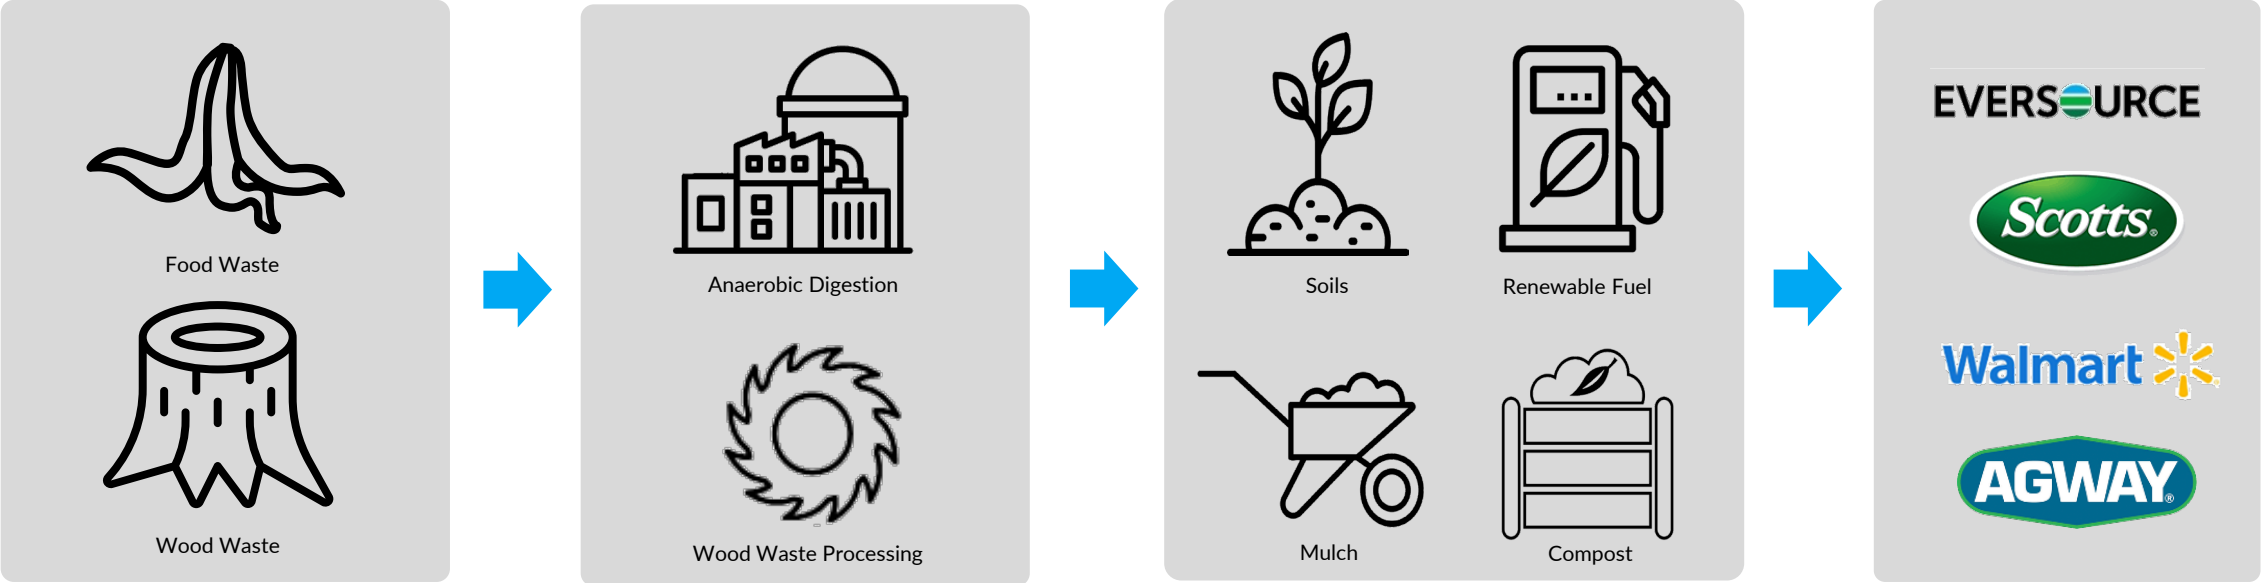 Food Waste
Wood Waste
Anaerobic Digestion
Wood Waste Processing
Soils
Renewable Fuel
Mulch
Compost
EVERSOURCE
Scotts®
Walmart
AGWAY®